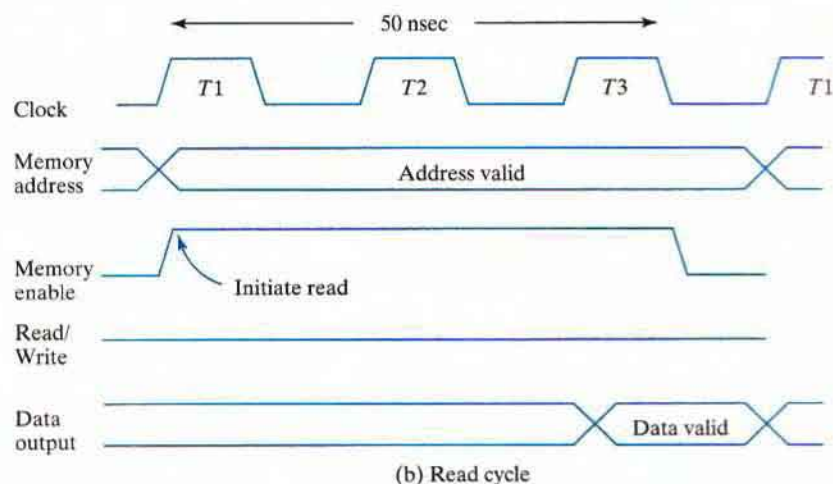 50 nsec
T1 T2 T3 T1
Clock
Memory
address
Address valid
Memory
enable
Initiate read
Read/
Write
Data
output
Data valid
(b) Read cycle